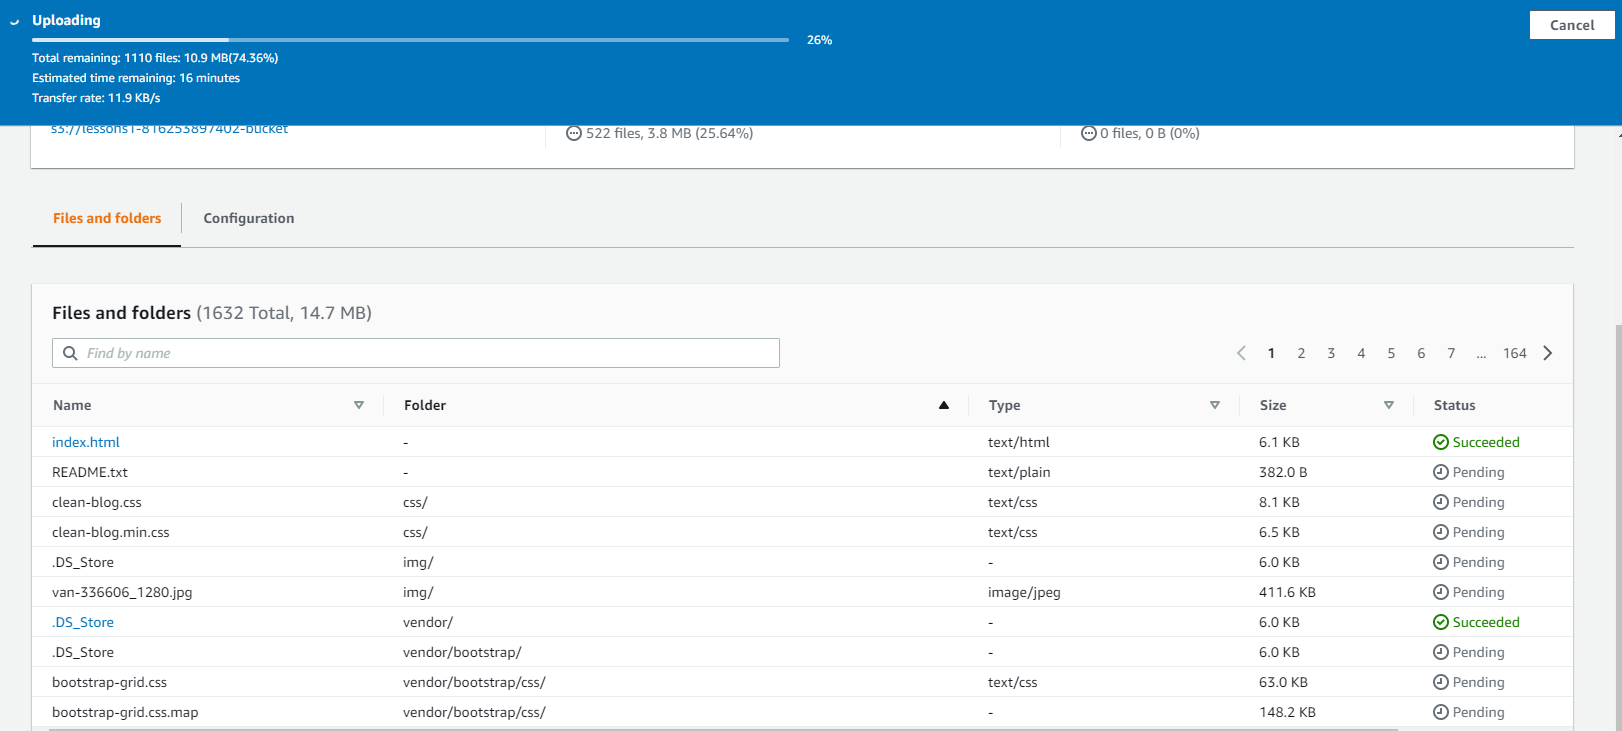 Uploading
Cancel
26%
Total remaining: 1110 files: 10.9 MB(74.36%)
Estimated time remaining: 16 minutes
Transfer rate: 11.9 KB/s
s3://lessons1-816253897402-bucket
522 files, 3.8 MB (25.64%)
0 files, 0 B (0%)
Files and folders
Configuration
Files and folders (1632 Total, 14.7 MB)
Find by name
1 2 3 4 5 6 7 ... 164
Name Folder Type Size Status
index.html - text/html 6.1 KB Succeeded
README.txt - text/plain 382.0 B Pending
clean-blog.css css/ text/css 8.1 KB Pending
clean-blog.min.css css/ text/css 6.5 KB Pending
.DS_Store img/ - 6.0 KB Pending
van-336606_1280.jpg img/ image/jpeg 411.6 KB Pending
.DS_Store vendor/ - 6.0 KB Succeeded
.DS_Store vendor/bootstrap/ - 6.0 KB Pending
bootstrap-grid.css vendor/bootstrap/css/ text/css 63.0 KB Pending
bootstrap-grid.css.map vendor/bootstrap/css/ - 148.2 KB Pending